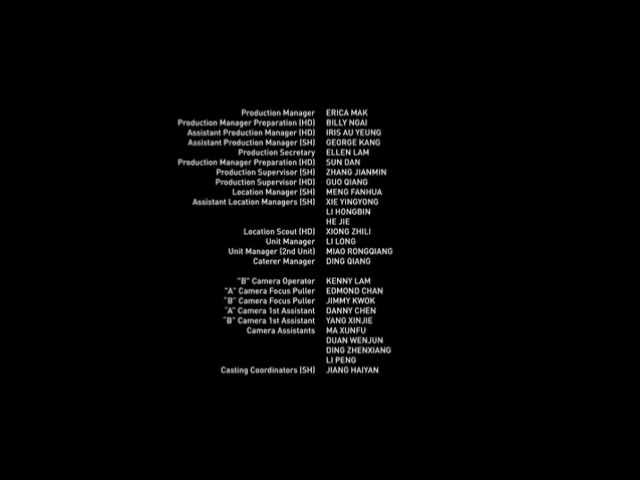 Production Manager ERICA MAK
Production Manager Preparation (HD) BILLY NGAI
Assistant Production Manager (HD) IRIS AU YEUNG
Assistant Production Manager (SH) GEORGE KANG
Production Secretary ELLEN LAM
Production Manager Preparation (HD) SUN DAN
Production Supervisor (SH) ZHANG JIANMIN
Production Supervisor (HD) GUO QIANG
Location Manager (SH) MENG FANHUA
Assistant Location Managers (SH) XIE YINGYONG
LI HONGBIN
HE JIE
Location Scout (HD) XIONG ZHILI
Unit Manager LI LONG
Unit Manager (2nd Unit) MIAO RONGQIANG
Caterer Manager DING QIANG
"B" Camera Operator KENNY LAM
"A" Camera Focus Puller EDMOND CHAN
"B" Camera Focus Puller JIMMY KWOK
"A" Camera 1st Assistant DANNY CHEN
"B" Camera 1st Assistant YANG XINJIE
Camera Assistants MA XUNFU
DUAN WENJUN
DING ZHENXIANG
LI PENG
Casting Coordinators (SH) JIANG HAIYAN